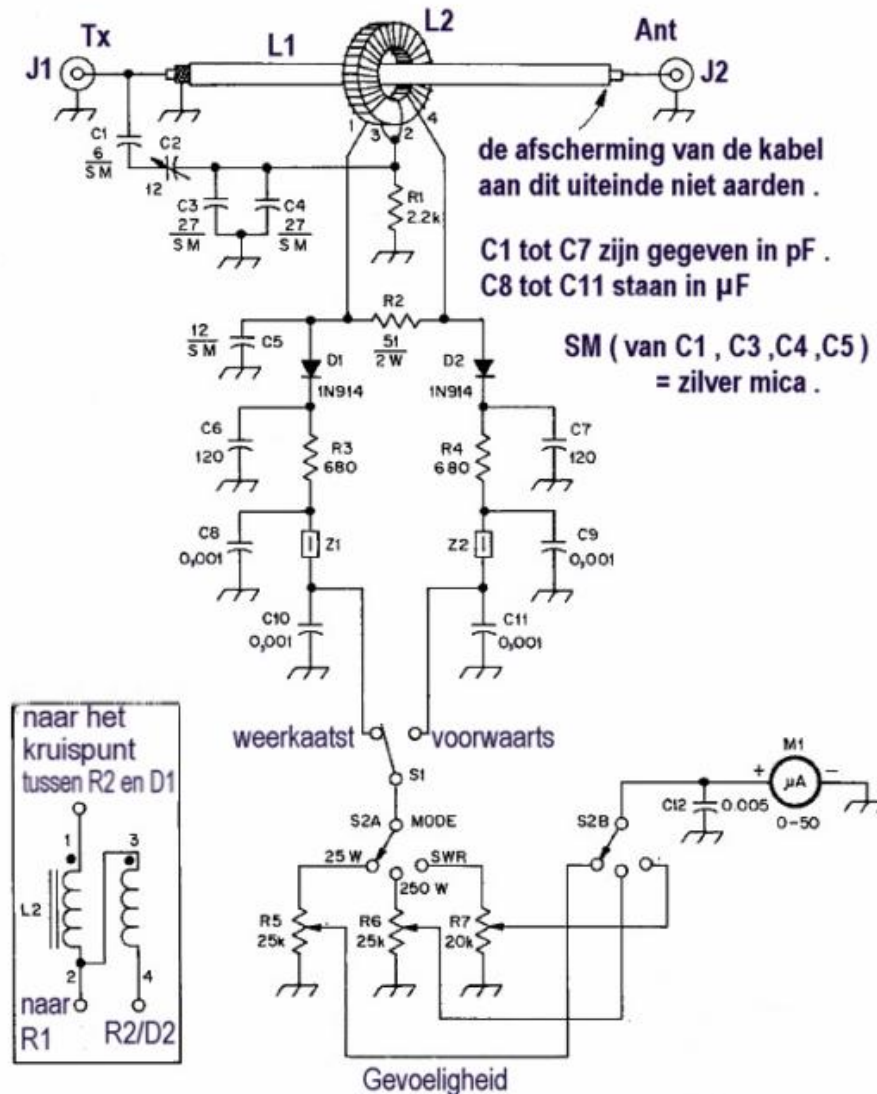 Tx
L2
Ant
J1
L1
J2
1
3
2
4
C1
6
SM
C2
12
C3
27
SM
C4
27
SM
R1
2.2k
de afscherming van de kabel
aan dit uiteinde niet aarden .
C1 tot C7 zijn gegeven in pF .
C8 tot C11 staan in µF
SM ( van C1 , C3 ,C4 ,C5 )
= zilver mica .
R2
51
2W
12
SM
C5
D1
1N914
D2
1N914
C6
120
R3
680
R4
680
C7
120
C8
0,001
Z1
Z2
C9
0,001
C10
0,001
C11
0,001
weerkaatst
voorwaarts
S1
S2A
MODE
25 W
SWR
250 W
R5
25k
R6
25k
R7
20k
S2B
C12
0.005
M1
+
µA
–
0-50
Gevoeligheid
naar het
kruispunt
tussen R2 en D1
1
3
L2
2
4
naar
R1
R2/D2